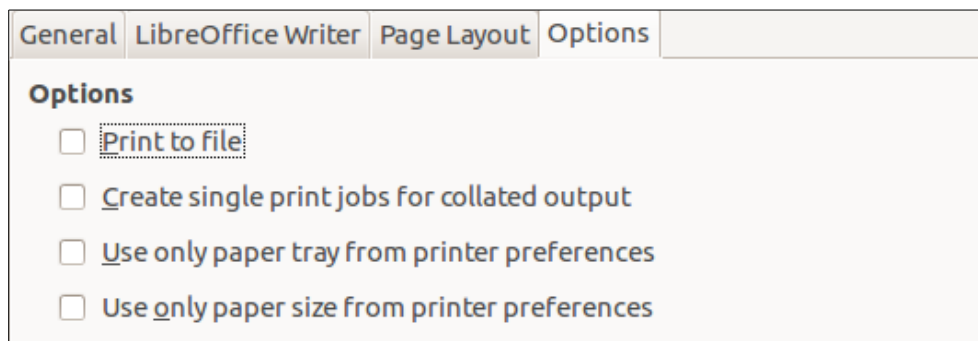 General LibreOffice Writer Page Layout Options
Options
Print to file
Create single print jobs for collated output
Use only paper tray from printer preferences
Use only paper size from printer preferences